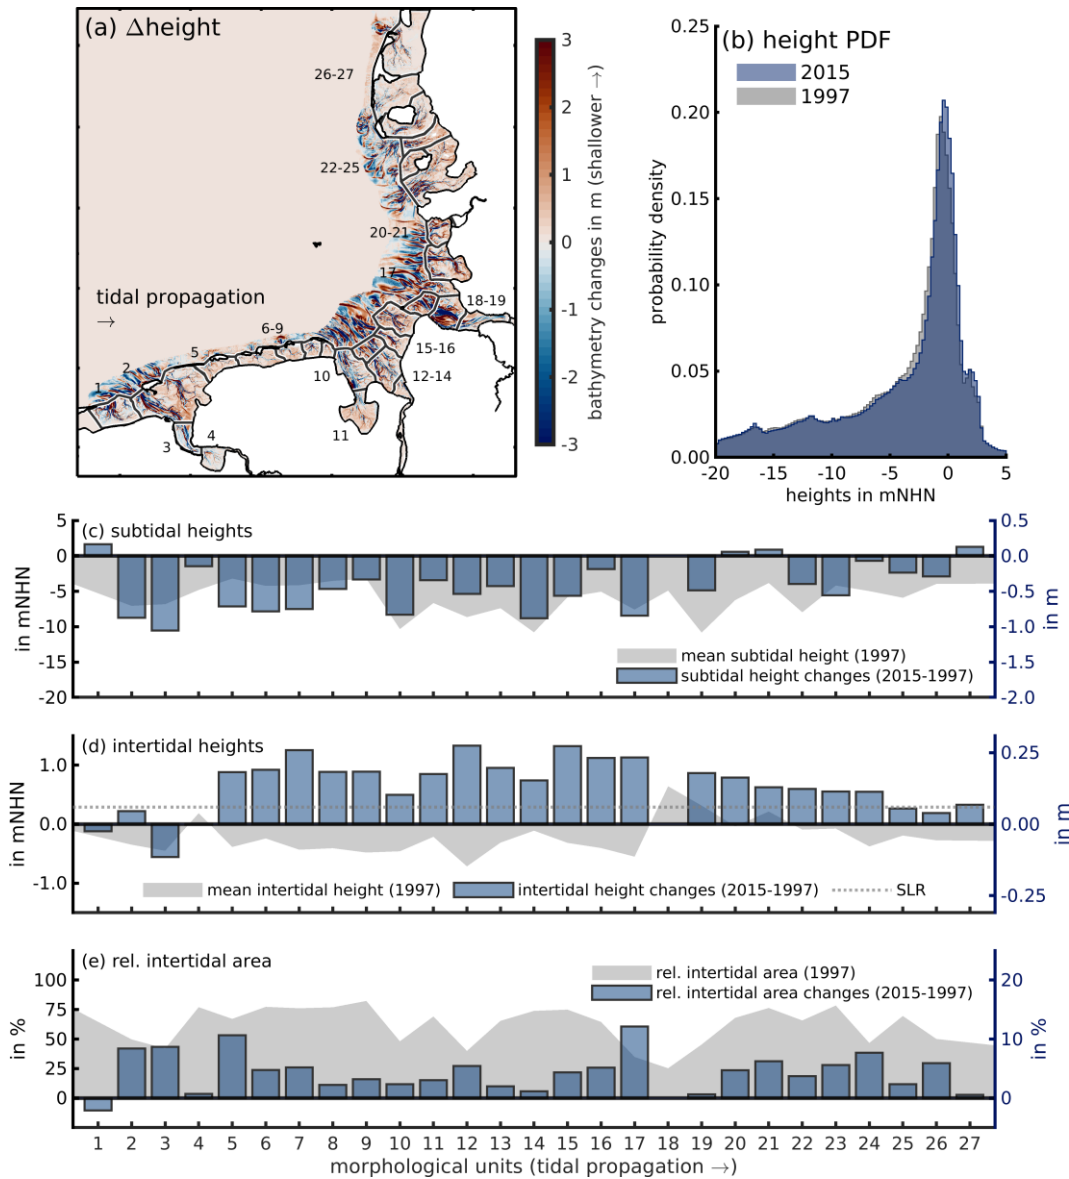 (a) Δheight
26-27
22-25
20-21
17
tidal propagation
→
18-19
6-9
5
2
1
15-16
10
12-14
11
3
4
3
2
1
0
-1
-2
-3
bathymetry changes in m (shallower →)
(b) height PDF
2015
1997
0.25
0.20
0.15
0.10
0.05
0.00
probability density
-20 -15 -10 -5 0 5
heights in mNHN
(c) subtidal heights
5
0
-5
-10
-15
-20
in mNHN
0.5
0.0
-0.5
-1.0
-1.5
-2.0
in m
mean subtidal height (1997)
subtidal height changes (2015-1997)
(d) intertidal heights
1.0
0.0
-1.0
in mNHN
0.25
0.00
-0.25
in m
mean intertidal height (1997) intertidal height changes (2015-1997) SLR
(e) rel. intertidal area
100
75
50
25
0
in %
20
10
0
in %
rel. intertidal area (1997)
rel. intertidal area changes (2015-1997)
1 2 3 4 5 6 7 8 9 10 11 12 13 14 15 16 17 18 19 20 21 22 23 24 25 26 27
morphological units (tidal propagation →)